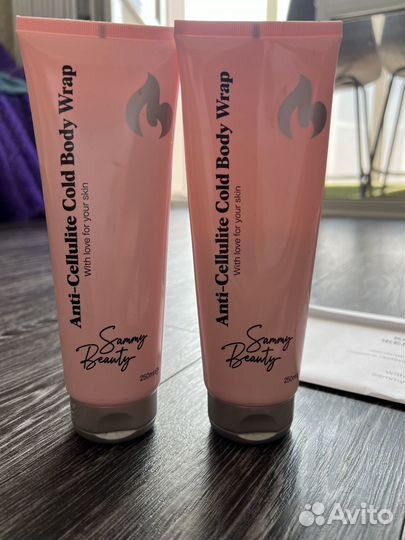 Anti-Cellulite Cold Body Wrap
With love for your skin
Sammy
Beauty
250ml
Anti-Cellulite Cold Body Wrap
With love for your skin
Sammy
Beauty
250ml
Avito